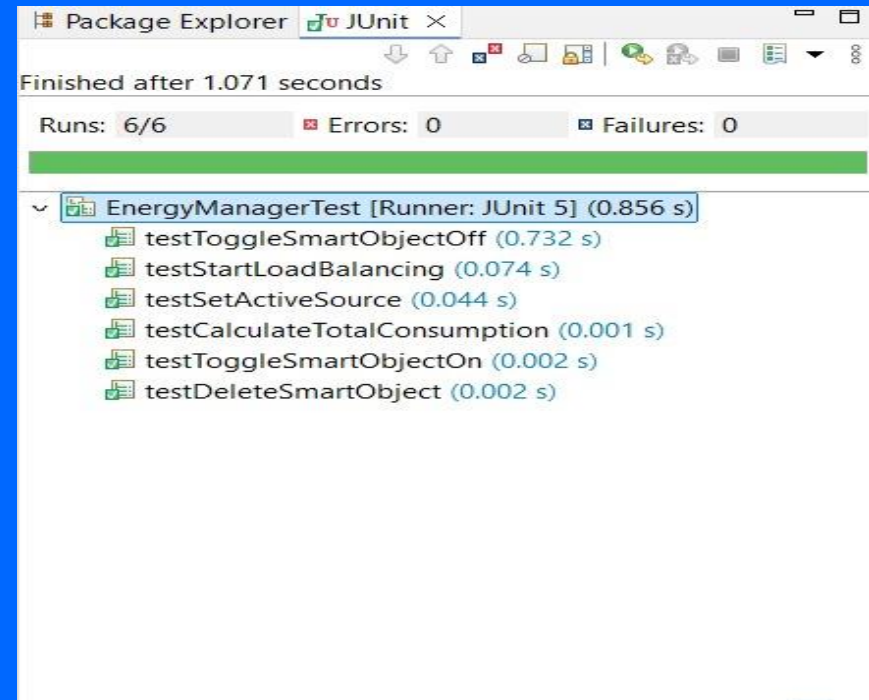 Package Explorer JUnit
Finished after 1.071 seconds
Runs: 6/6 Errors: 0 Failures: 0
EnergyManagerTest [Runner: JUnit 5] (0.856 s)
testToggleSmartObjectOff (0.732 s)
testStartLoadBalancing (0.074 s)
testSetActiveSource (0.044 s)
testCalculateTotalConsumption (0.001 s)
testToggleSmartObjectOn (0.002 s)
testDeleteSmartObject (0.002 s)